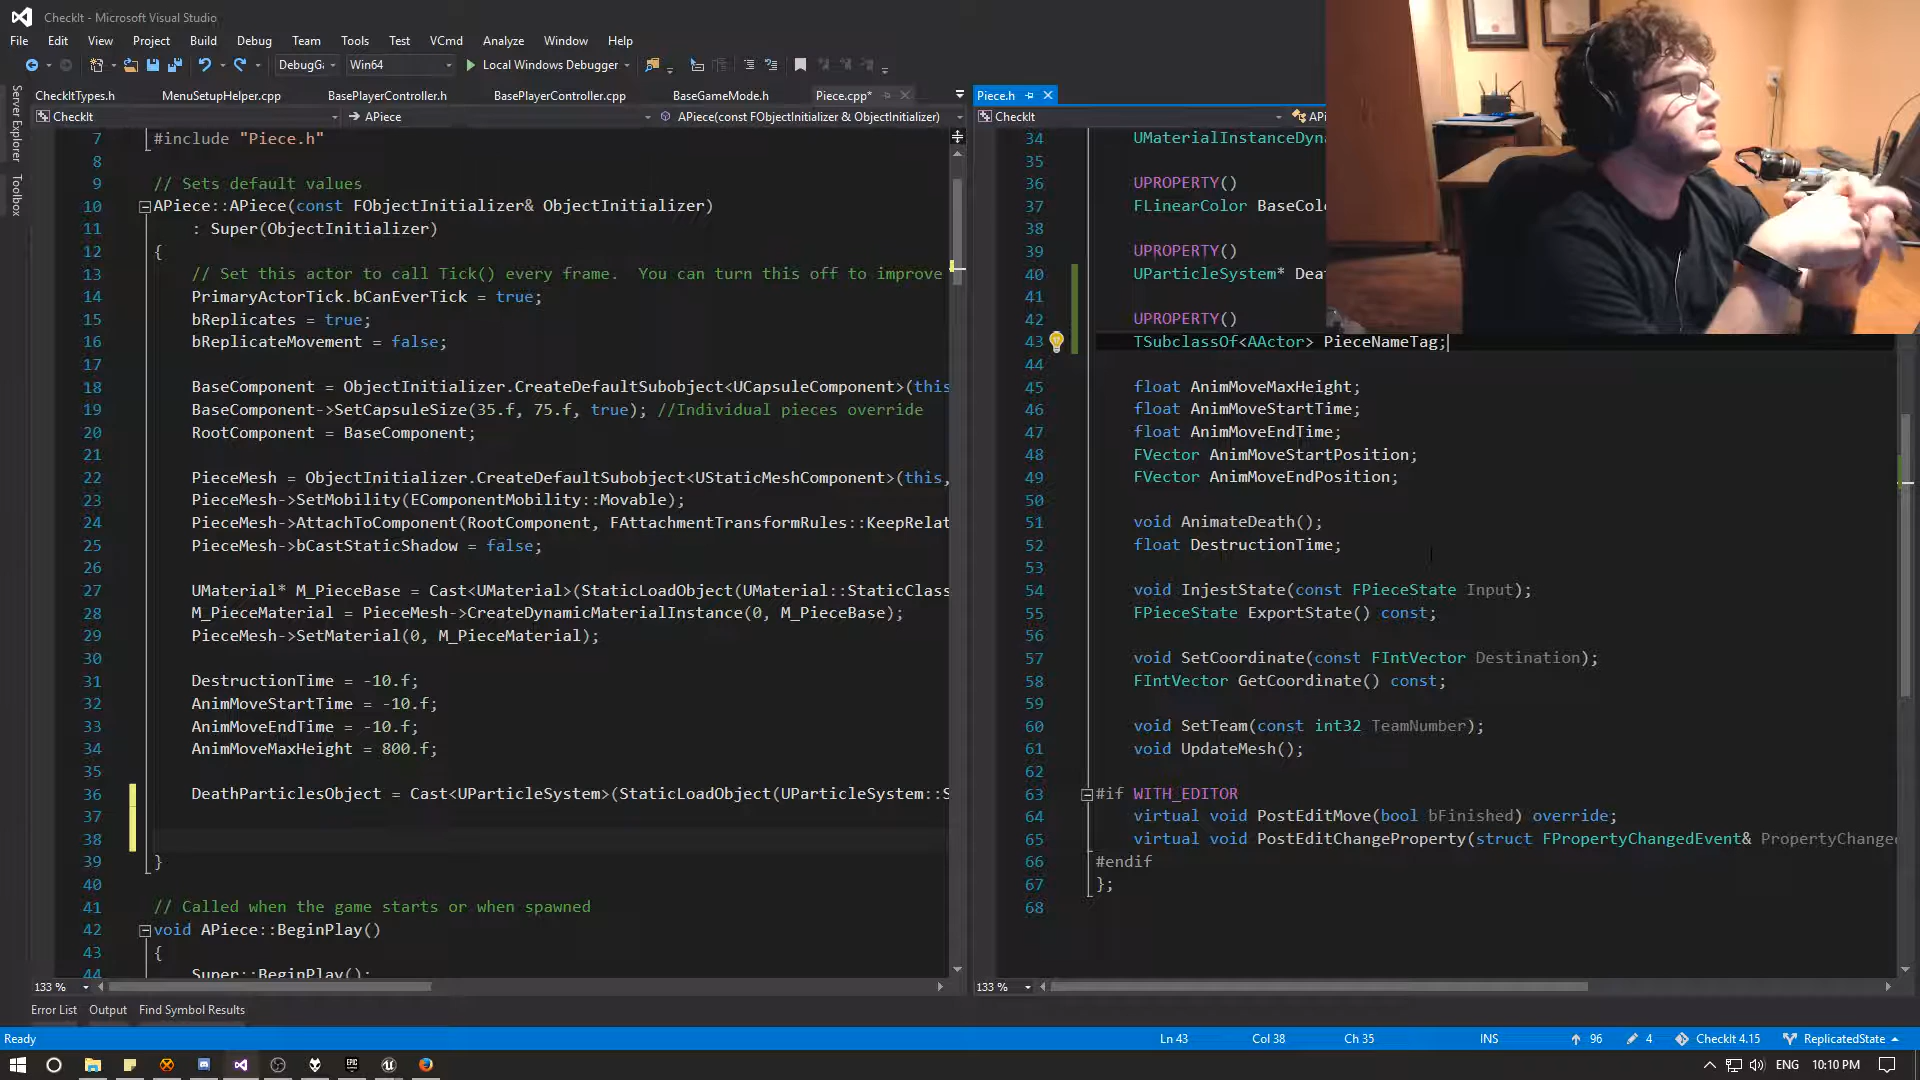 CheckIt - Microsoft Visual Studio
File Edit View Project Build Debug Team Tools Test VCmd Analyze Window Help
DebugG Win64 Local Windows Debugger
Server Explorer
Toolbox
CheckItTypes.h MenuSetupHelper.cpp BasePlayerController.h BasePlayerController.cpp BaseGameMode.h Piece.cpp*
CheckIt APiece APiece(const FObjectInitializer & ObjectInitializer)
7 #include "Piece.h"
8
9 // Sets default values
10 APiece::APiece(const FObjectInitializer& ObjectInitializer)
11 : Super(ObjectInitializer)
12 {
13 // Set this actor to call Tick() every frame.  You can turn this off to improve
14 PrimaryActorTick.bCanEverTick = true;
15 bReplicates = true;
16 bReplicateMovement = false;
17
18 BaseComponent = ObjectInitializer.CreateDefaultSubobject<UCapsuleComponent>(this
19 BaseComponent->SetCapsuleSize(35.f, 75.f, true); //Individual pieces override
20 RootComponent = BaseComponent;
21
22 PieceMesh = ObjectInitializer.CreateDefaultSubobject<UStaticMeshComponent>(this,
23 PieceMesh->SetMobility(EComponentMobility::Movable);
24 PieceMesh->AttachToComponent(RootComponent, FAttachmentTransformRules::KeepRelat
25 PieceMesh->bCastStaticShadow = false;
26
27 UMaterial* M_PieceBase = Cast<UMaterial>(StaticLoadObject(UMaterial::StaticClass
28 M_PieceMaterial = PieceMesh->CreateDynamicMaterialInstance(0, M_PieceBase);
29 PieceMesh->SetMaterial(0, M_PieceMaterial);
30
31 DestructionTime = -10.f;
32 AnimMoveStartTime = -10.f;
33 AnimMoveEndTime = -10.f;
34 AnimMoveMaxHeight = 800.f;
35
36 DeathParticlesObject = Cast<UParticleSystem>(StaticLoadObject(UParticleSystem::S
37
38
39 }
40
41 // Called when the game starts or when spawned
42 void APiece::BeginPlay()
43 {
44 Super::BeginPlay();
133 %
Piece.h
CheckIt APi
34 UMaterialInstanceDyna
35
36 UPROPERTY()
37 FLinearColor BaseColo
38
39 UPROPERTY()
40 UParticleSystem* Deat
41
42 UPROPERTY()
43 TSubclassOf<AActor> PieceNameTag;
44
45 float AnimMoveMaxHeight;
46 float AnimMoveStartTime;
47 float AnimMoveEndTime;
48 FVector AnimMoveStartPosition;
49 FVector AnimMoveEndPosition;
50
51 void AnimateDeath();
52 float DestructionTime;
53
54 void InjestState(const FPieceState Input);
55 FPieceState ExportState() const;
56
57 void SetCoordinate(const FIntVector Destination);
58 FIntVector GetCoordinate() const;
59
60 void SetTeam(const int32 TeamNumber);
61 void UpdateMesh();
62
63 #if WITH_EDITOR
64 virtual void PostEditMove(bool bFinished) override;
65 virtual void PostEditChangeProperty(struct FPropertyChangedEvent& PropertyChange
66 #endif
67 };
68
133 %
Error List Output Find Symbol Results
Ready Ln 43 Col 38 Ch 35 INS 96 4 CheckIt 4.15 ReplicatedState
ENG 10:10 PM